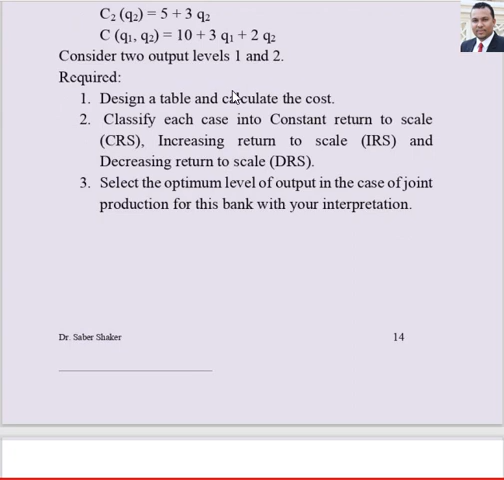 C₂ (q₂) = 5 + 3 q₂
C (q₁, q₂) = 10 + 3 q₁ + 2 q₂
Consider two output levels 1 and 2.
Required:
1. Design a table and calculate the cost.
2. Classify each case into Constant return to scale
(CRS), Increasing return to scale (IRS) and
Decreasing return to scale (DRS).
3. Select the optimum level of output in the case of joint
production for this bank with your interpretation.
Dr. Saber Shaker
14